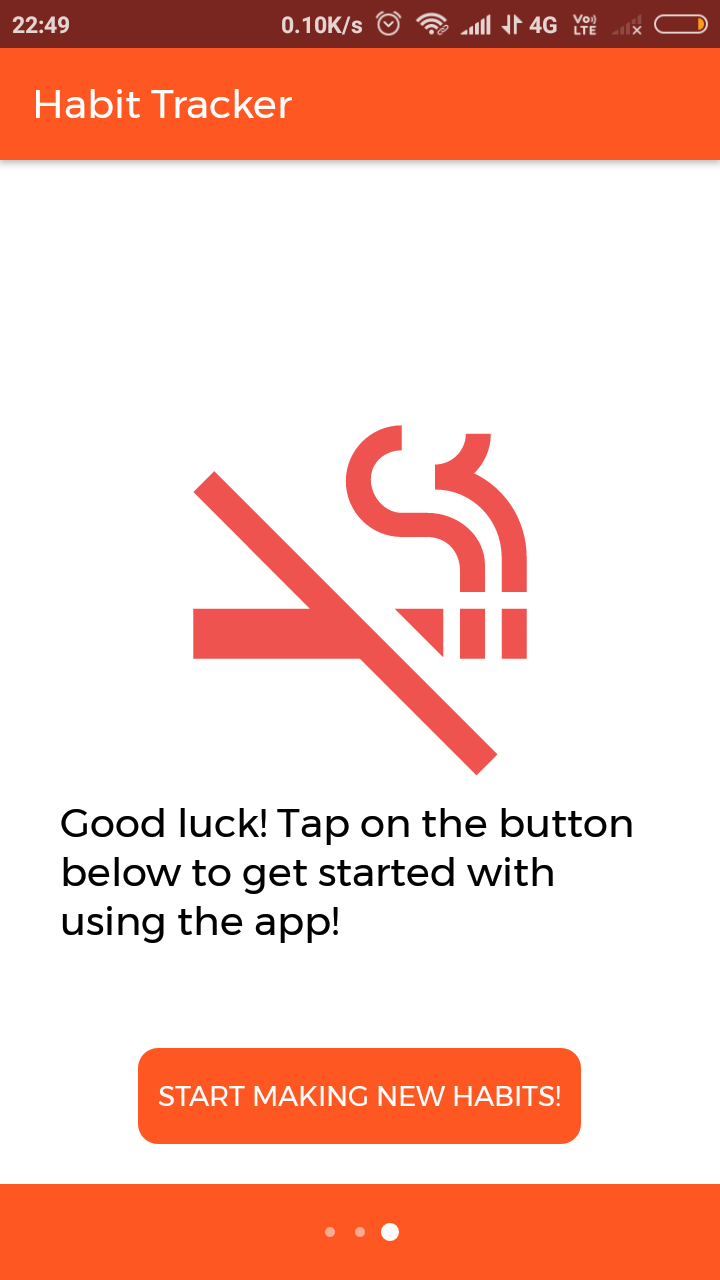 22:49 0.10K/s 4G Vo)) LTE
Habit Tracker
Good luck! Tap on the button
below to get started with
using the app!
START MAKING NEW HABITS!